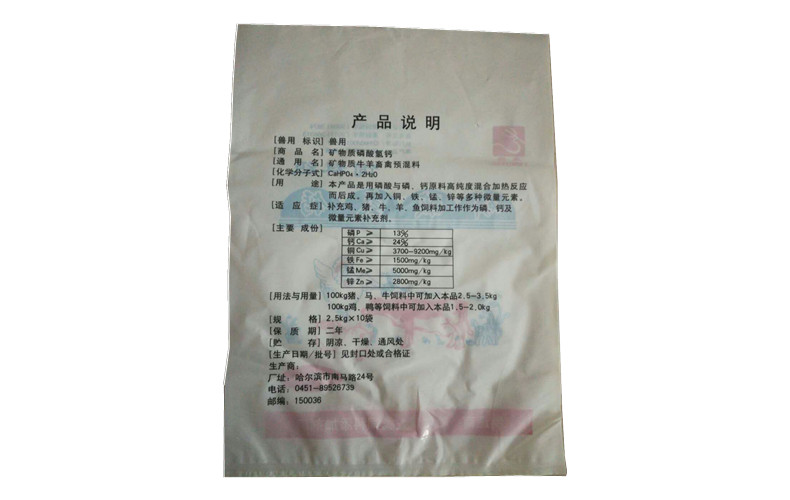 产品说明
[兽用 标识] 兽用
[商 品 名] 矿物质磷酸氢钙
[通 用 名] 矿物质牛羊畜禽预混料
[化学分子式] CaHPO₄·2H₂O
[用 途] 本产品是用磷酸与磷、钙原料高纯度混合加热反应
而后成。再加入铜、铁、锰、锌等多种微量元素。
[适 应 症] 补充鸡、猪、牛、羊、鱼饲料加工作作为磷、钙及
微量元素补充剂。
[主要 成份]
磷P≥ 13%
钙Ca≥ 24%
铜Cu≥ 3700-9200mg/kg
铁Fe≥ 1500mg/kg
锰Me≥ 5000mg/kg
锌Zn≥ 2800mg/kg
[用法与用量] 100kg猪、马、牛饲料中可加入本品2.5-3.5kg
100kg鸡、鸭等饲料中可加入本品1.5-2.0kg
[规 格] 2.5kg×10袋
[保 质 期] 二年
[贮 存] 阴凉、干燥、通风处
[生产日期/批号] 见封口处或合格证
生产商:
厂址:哈尔滨市南马路24号
电话:0451-89526739
邮编:150036